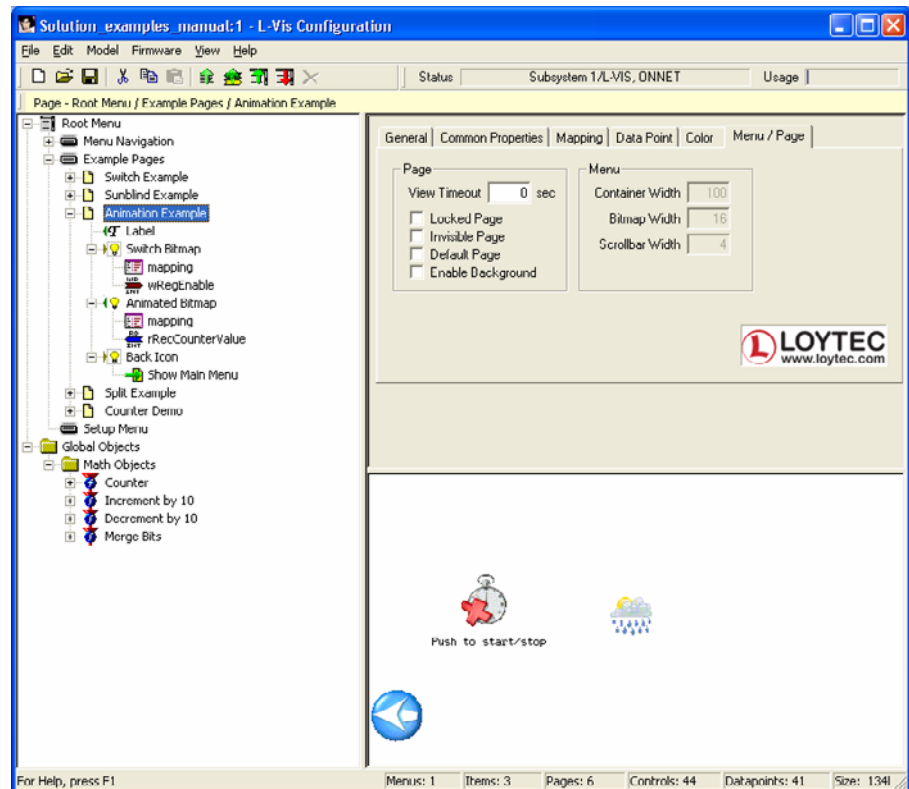 Solution_examples_manual:1 - L-Vis Configuration
File Edit Model Firmware View Help
Status Subsystem 1/L-VIS, ONNET Usage
Page - Root Menu / Example Pages / Animation Example
Root Menu
Menu Navigation
Example Pages
Switch Example
Sunblind Example
Animation Example
Label
Switch Bitmap
mapping
wRegEnable
Animated Bitmap
mapping
rRecCounterValue
Back Icon
Show Main Menu
Split Example
Counter Demo
Setup Menu
Global Objects
Math Objects
Counter
Increment by 10
Decrement by 10
Merge Bits
General Common Properties Mapping Data Point Color Menu / Page
Page
View Timeout 0 sec
Locked Page
Invisible Page
Default Page
Enable Background
Menu
Container Width 100
Bitmap Width 16
Scrollbar Width 4
LOYTEC
www.loytec.com
Push to start/stop
For Help, press F1
Menus: 1 Items: 3 Pages: 6 Controls: 44 Datapoints: 41 Size: 134